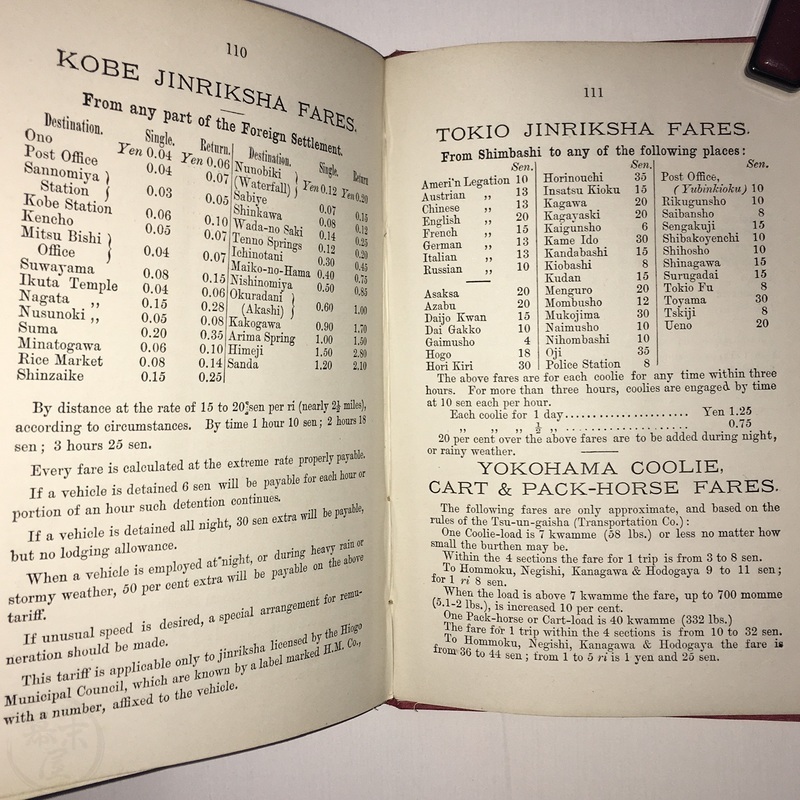 110
KOBE JINRIKSHA FARES.
From any part of the Foreign Settlement.
Destination. Single. Return.
Ono Yen 0.04 Yen 0.06
Post Office 0.04 0.07
Sannomiya }
Station } 0.03 0.05
Kobe Station 0.06 0.10
Kencho 0.05 0.07
Mitsu Bishi }
Office } 0.04 0.07
Suwayama 0.08 0.15
Ikuta Temple 0.04 0.06
Nagata ,, 0.15 0.28
Nusunoki ,, 0.05 0.08
Suma 0.20 0.35
Minatogawa 0.06 0.10
Rice Market 0.08 0.14
Shinzaike 0.15 0.25
Destination. Single. Return
Nunobiki }
(Waterfall) } Yen 0.12 Yen 0.20
Sabiye 0.07 0.15
Shinkawa 0.08 0.12
Wada-no Saki 0.14 0.25
Tenno Springs 0.12 0.20
Ichinotani 0.30 0.45
Maiko-no-Hama 0.40 0.75
Nishinomiya 0.50 0.85
Okuradani }
(Akashi) } 0.60 1.00
Kakogawa 0.90 1.70
Arima Spring 1.00 1.50
Himeji 1.50 2.80
Sanda 1.20 2.10
By distance at the rate of 15 to 20 sen per ri (nearly 2½ miles),
according to circumstances. By time 1 hour 10 sen; 2 hours 18
sen; 3 hours 25 sen.
Every fare is calculated at the extreme rate properly payable.
If a vehicle is detained 6 sen will be payable for each hour or
portion of an hour such detention continues.
If a vehicle is detained all night, 30 sen extra will be payable,
but no lodging allowance.
When a vehicle is employed at night, or during heavy rain or
stormy weather, 50 per cent extra will be payable on the above
tariff.
If unusual speed is desired, a special arrangement for remu-
neration should be made.
This tariff is applicable only to jinriksha licensed by the Hiogo
Municipal Council, which are known by a label marked H.M. Co.,
with a number, affixed to the vehicle.
111
TOKIO JINRIKSHA FARES.
From Shimbashi to any of the following places:
Sen.
Ameri'n Legation 10
Austrian ,, 13
Chinese ,, 13
English ,, 20
French ,, 15
German ,, 13
Italian ,, 13
Russian ,, 10
Asaksa 20
Azabu 20
Daijo Kwan 15
Dai Gakko 10
Gaimusho 4
Hogo 18
Hori Kiri 30
Sen.
Horinouchi 35
Insatsu Kioku 15
Kagawa 20
Kagayaki 20
Kaigunsho 6
Kame Ido 30
Kandabashi 15
Kiobashi 8
Kudan 15
Menguro 20
Mombusho 12
Mukojima 30
Naimusho 10
Nihombashi 10
Oji 35
Police Station 8
Sen.
Post Office,
(Yubinkioku) 10
Rikugunsho 10
Saibansho 8
Sengakuji 15
Shibakoyenchi 10
Shihosho 10
Shinagawa 15
Surugadai 15
Tokio Fu 8
Toyama 30
Tskiji 8
Ueno 20
The above fares are for each coolie for any time within three
hours. For more than three hours, coolies are engaged by time
at 10 sen each per hour.
Each coolie for 1 day...................... Yen 1.25
,, ,, ,, ½ ,, ...................... 0.75
20 per cent over the above fares are to be added during night,
or rainy weather.
YOKOHAMA COOLIE,
CART & PACK-HORSE FARES.
The following fares are only approximate, and based on the
rules of the Tsu-un-gaisha (Transportation Co.):
One Coolie-load is 7 kwamme (58 lbs.) or less no matter how
small the burthen may be.
Within the 4 sections the fare for 1 trip is from 3 to 8 sen.
To Hommoku, Negishi, Kanagawa & Hodogaya 9 to 11 sen;
for 1 ri 8 sen.
When the load is above 7 kwamme the fare, up to 700 momme
(5.1-2 lbs.), is increased 10 per cent.
One Pack-horse or Cart-load is 40 kwamme (332 lbs.)
The fare for 1 trip within the 4 sections is from 10 to 32 sen.
To Hommoku, Negishi, Kanagawa & Hodogaya the fare is
from 36 to 44 sen; from 1 to 5 ri is 1 yen and 25 sen.